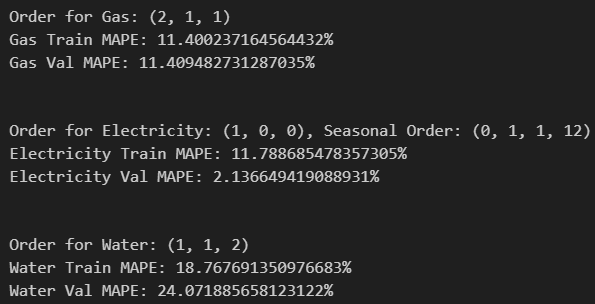 Order for Gas: (2, 1, 1)
Gas Train MAPE: 11.400237164564432%
Gas Val MAPE: 11.409482731287035%
Order for Electricity: (1, 0, 0), Seasonal Order: (0, 1, 1, 12)
Electricity Train MAPE: 11.788685478357305%
Electricity Val MAPE: 2.136649419088931%
Order for Water: (1, 1, 2)
Water Train MAPE: 18.767691350976683%
Water Val MAPE: 24.071885658123122%